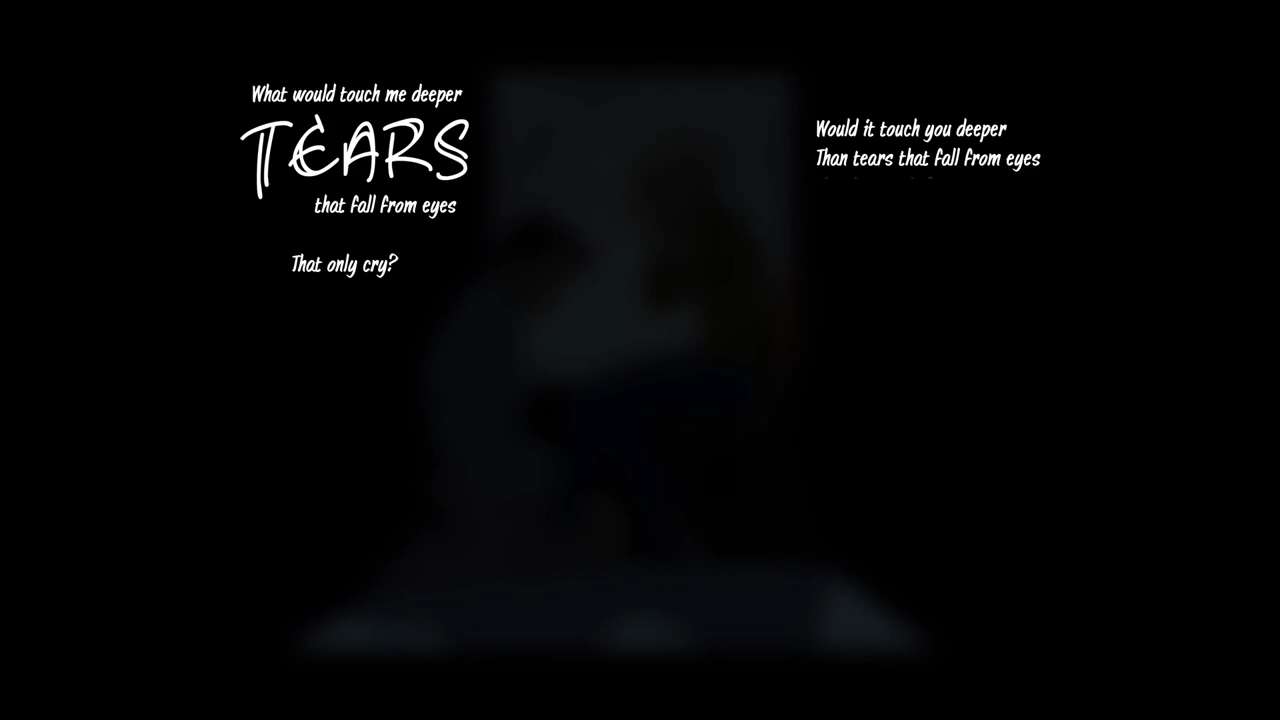 What would touch me deeper
TEARS
that fall from eyes
That only cry?
Would it touch you deeper
Than tears that fall from eyes